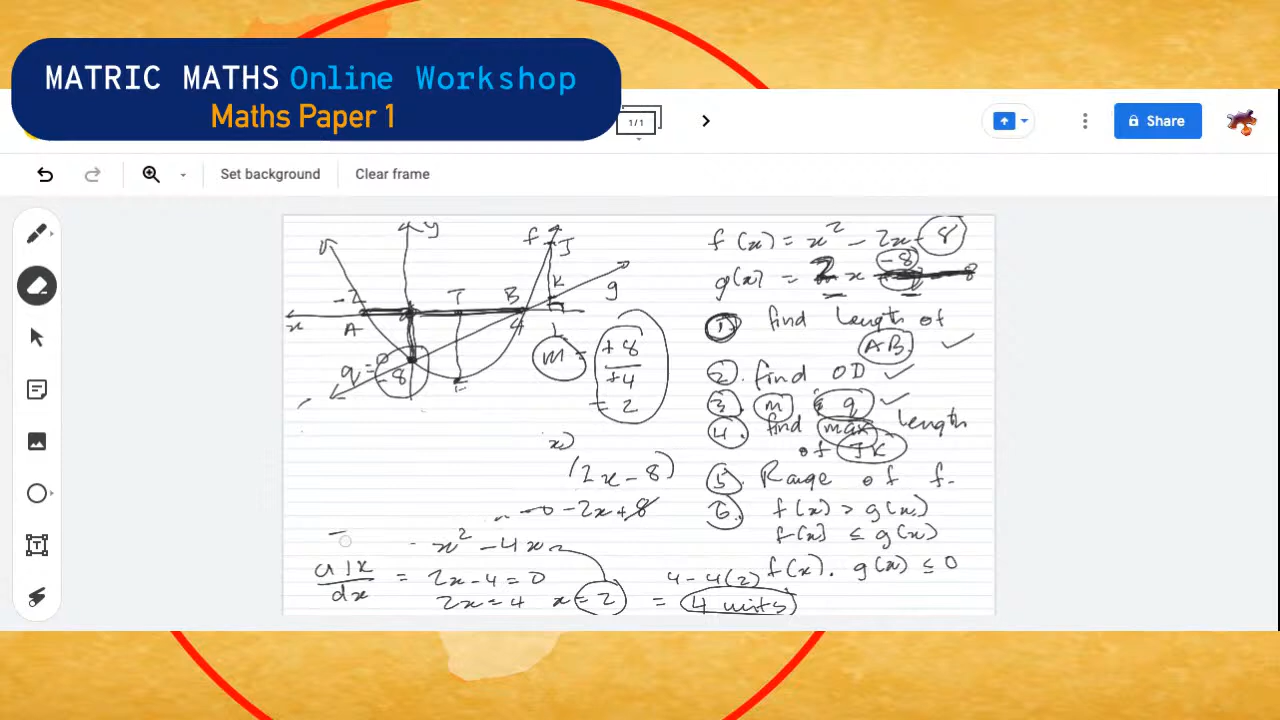 MATRIC MATHS Online Workshop
Maths Paper 1
1/1
Share
Set background
Clear frame
f(x) = x² - 2x - 8
g(x) = 2x - 8
① find length of
AB. ✓
②. find OD ✓
③. m & q ✓
④. find max length
of JK
⑤ Range of f.
⑥. f(x) > g(x)
f(x) ≤ g(x)
f(x). g(x) ≤ 0
y
f
J
K
g
-2
T
B
x
A
4
q =
-8
E
L
m = +8/+4
= 2
x)
(2x - 8)
-2x + 8
- x² - 4x
dJK/dx = 2x - 4 = 0
2x = 4 x = 2
4 - 4(2)
= 4 units
T